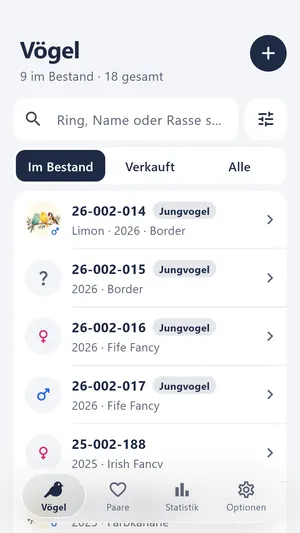 Vögel
9 im Bestand · 18 gesamt
Ring, Name oder Rasse s...
Im Bestand Verkauft Alle
26-002-014 Jungvogel
Limon · 2026 · Border
26-002-015 Jungvogel
2026 · Border
26-002-016 Jungvogel
2026 · Fife Fancy
26-002-017 Jungvogel
2026 · Fife Fancy
25-002-188
2025 · Irish Fancy
Vögel Paare Statistik Optionen
2025 · Farbkanarie